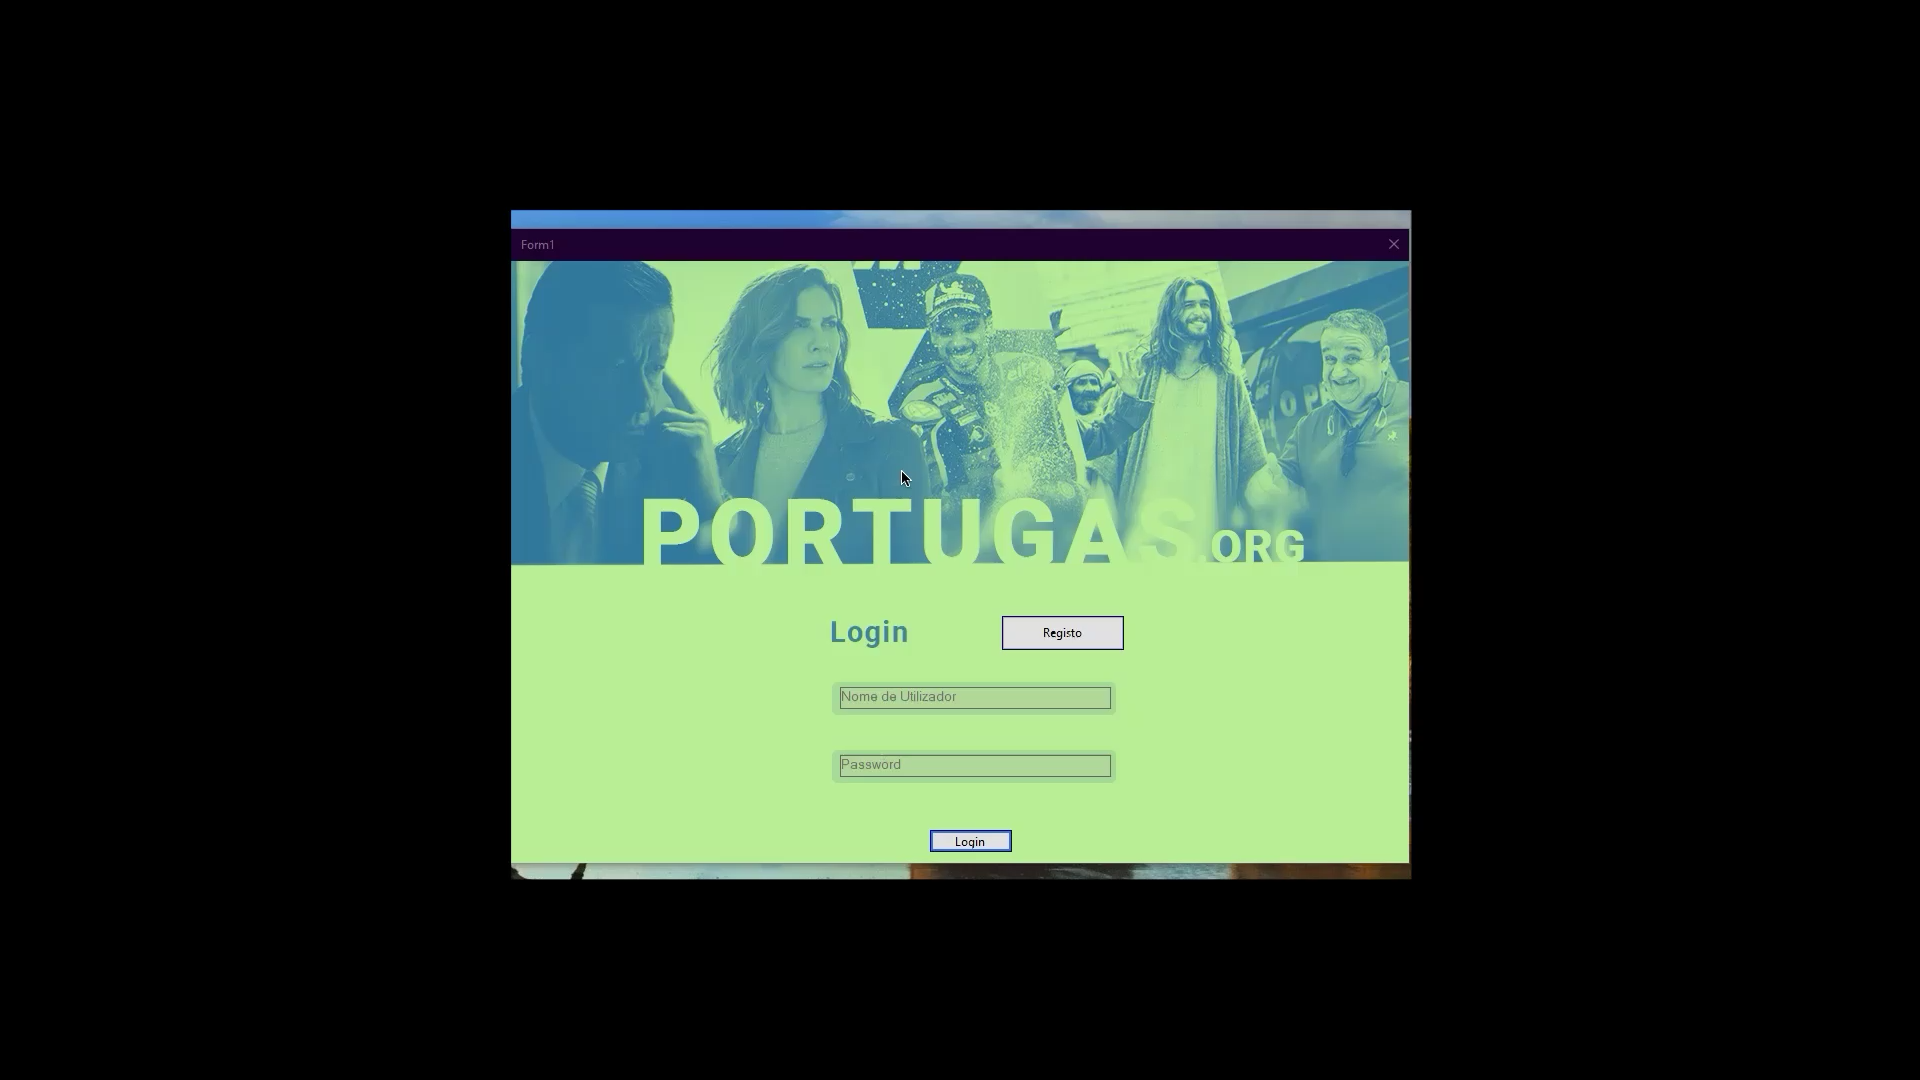 Form1
O P
PORTUGAS.ORG
Login
Registo
Nome de Utilizador
Password
Login